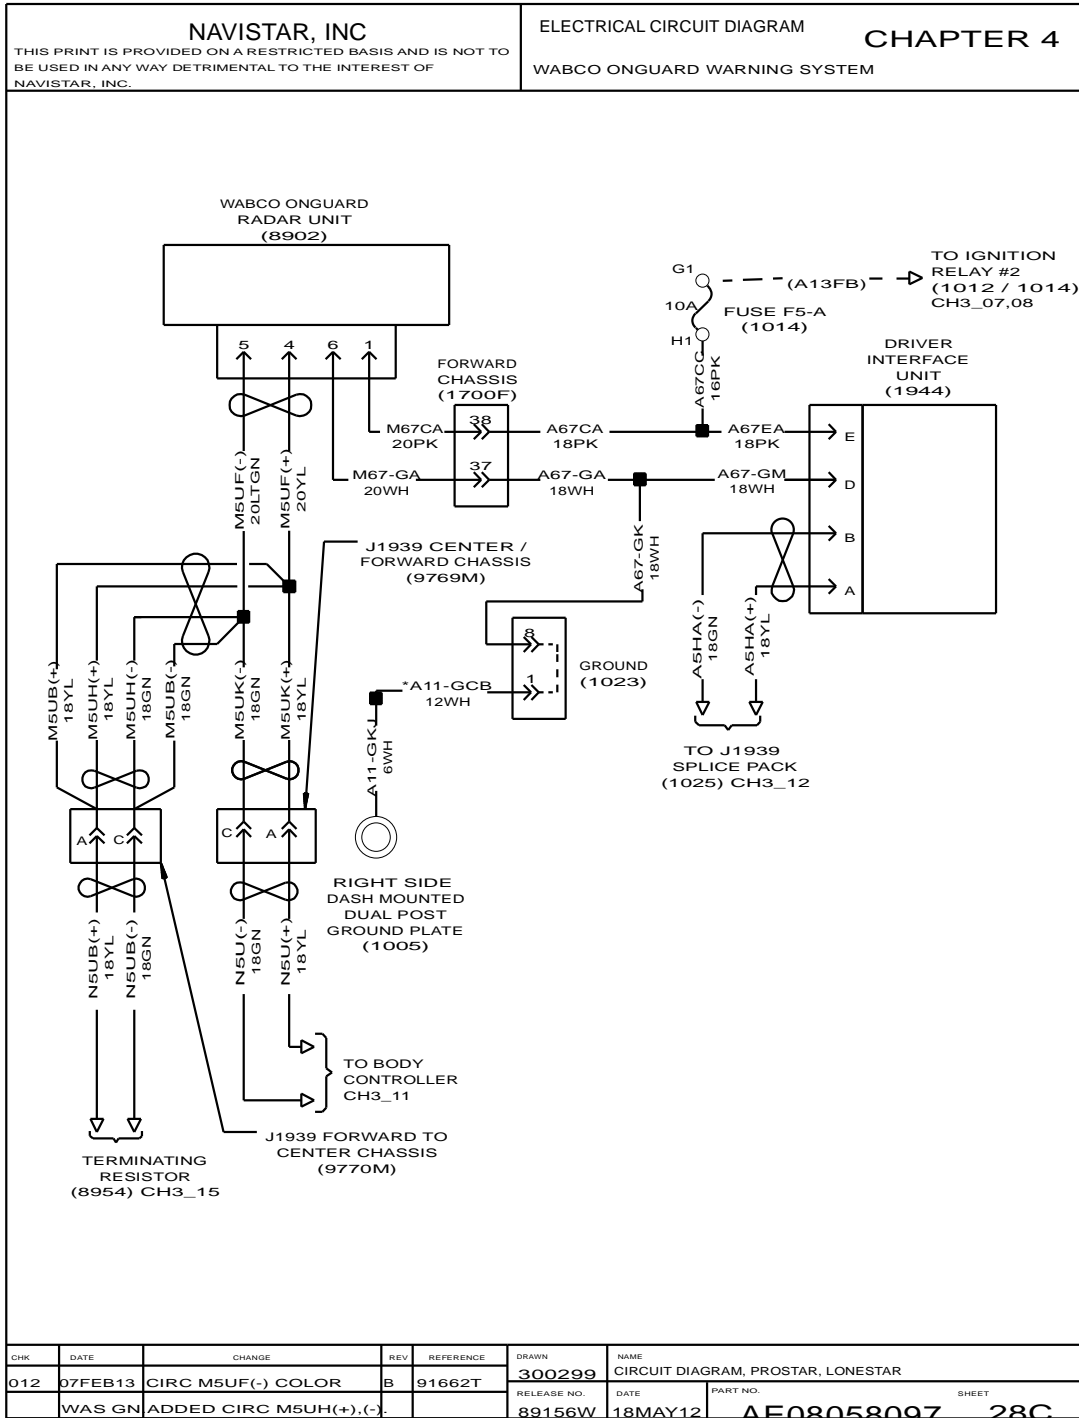 NAVISTAR, INC
THIS PRINT IS PROVIDED ON A RESTRICTED BASIS AND IS NOT TO
BE USED IN ANY WAY DETRIMENTAL TO THE INTEREST OF
NAVISTAR, INC.
ELECTRICAL CIRCUIT DIAGRAM
CHAPTER 4
WABCO ONGUARD WARNING SYSTEM
WABCO ONGUARD
RADAR UNIT
(8902)
5 4 6 1
G1
10A
H1
FUSE F5-A
(1014)
(A13FB)
TO IGNITION
RELAY #2
(1012 / 1014)
CH3_07,08
A67CC
16PK
DRIVER
INTERFACE
UNIT
(1944)
FORWARD
CHASSIS
(1700F)
M67CA
20PK
38
A67CA
18PK
A67EA
18PK
E
M67-GA
20WH
37
A67-GA
18WH
A67-GM
18WH
D
B
A
M5UF(-)
20LTGN
M5UF(+)
20YL
J1939 CENTER /
FORWARD CHASSIS
(9769M)
A67-GK
18WH
A5HA(-)
18GN
A5HA(+)
18YL
TO J1939
SPLICE PACK
(1025) CH3_12
8
1
GROUND
(1023)
*A11-GCB
12WH
A11-GKJ
6WH
RIGHT SIDE
DASH MOUNTED
DUAL POST
GROUND PLATE
(1005)
M5UB(+)
18YL
M5UH(+)
18YL
M5UH(-)
18GN
M5UB(-)
18GN
M5UK(-)
18GN
M5UK(+)
18YL
A C
C A
N5UB(+)
18YL
N5UB(-)
18GN
N5U(-)
18GN
N5U(+)
18YL
TO BODY
CONTROLLER
CH3_11
J1939 FORWARD TO
CENTER CHASSIS
(9770M)
TERMINATING
RESISTOR
(8954) CH3_15
CHK DATE CHANGE REV REFERENCE
012 07FEB13 CIRC M5UF(-) COLOR B 91662T
WAS GN ADDED CIRC M5UH(+),(-).
DRAWN
300299
NAME
CIRCUIT DIAGRAM, PROSTAR, LONESTAR
RELEASE NO.
89156W
DATE
18MAY12
PART NO.
AE08058097
SHEET
28C